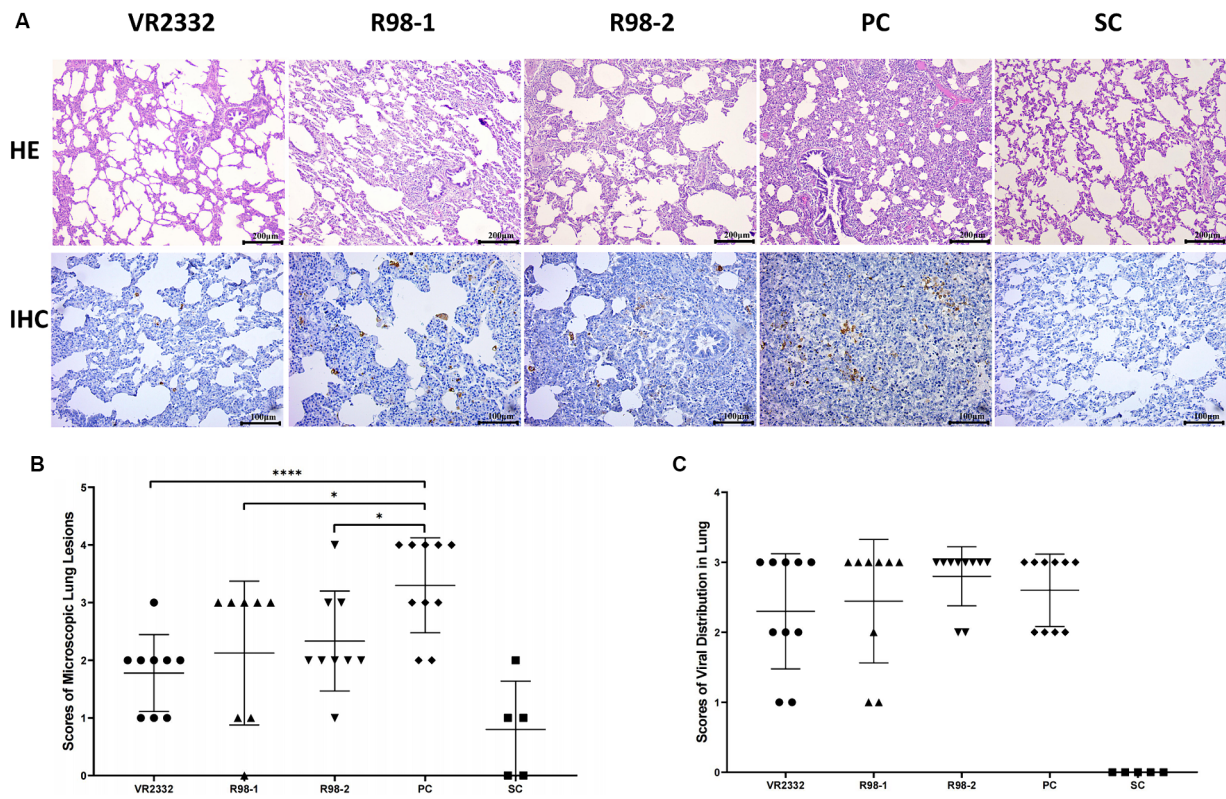 A
VR2332 R98-1 R98-2 PC SC
HE
200μm 200μm 200μm 200μm 200μm
IHC
100μm 100μm 100μm 100μm 100μm
B
Scores of Microscopic Lung Lesions
5
4
3
2
1
0
****
*
*
VR2332 R98-1 R98-2 PC SC
C
Scores of Viral Distribution in Lung
4
3
2
1
0
VR2332 R98-1 R98-2 PC SC